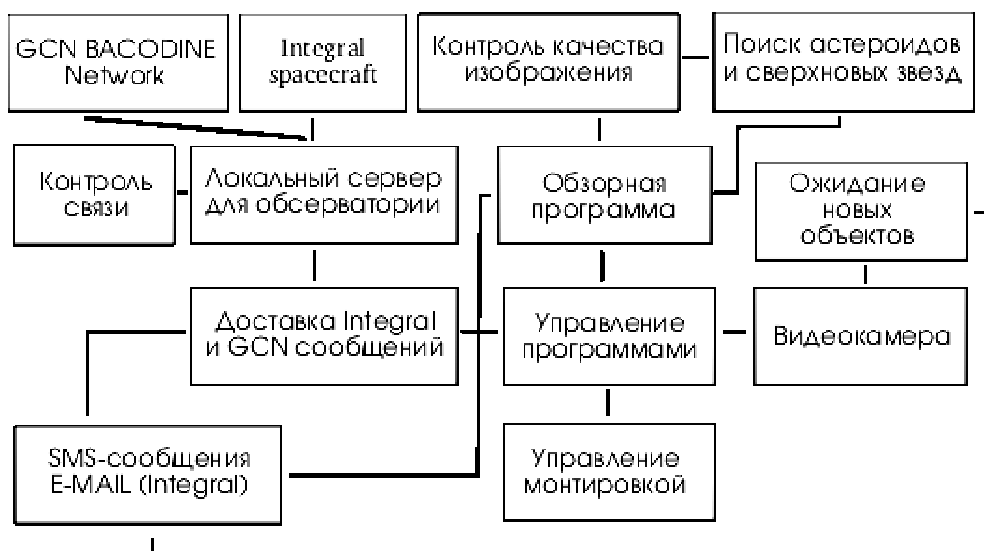 GCN BACODINE
Network
Integral
spacecraft
Контроль качества
изображения
Поиск астероидов
и сверхновых звезд
Контроль
связи
Локальный сервер
для обсерватории
Обзорная
программа
Ожидание
новых
объектов
Доставка Integral
и GCN сообщений
Управление
программами
Видеокамера
SMS-сообщения
E-MAIL (Integral)
Управление
монтировкой